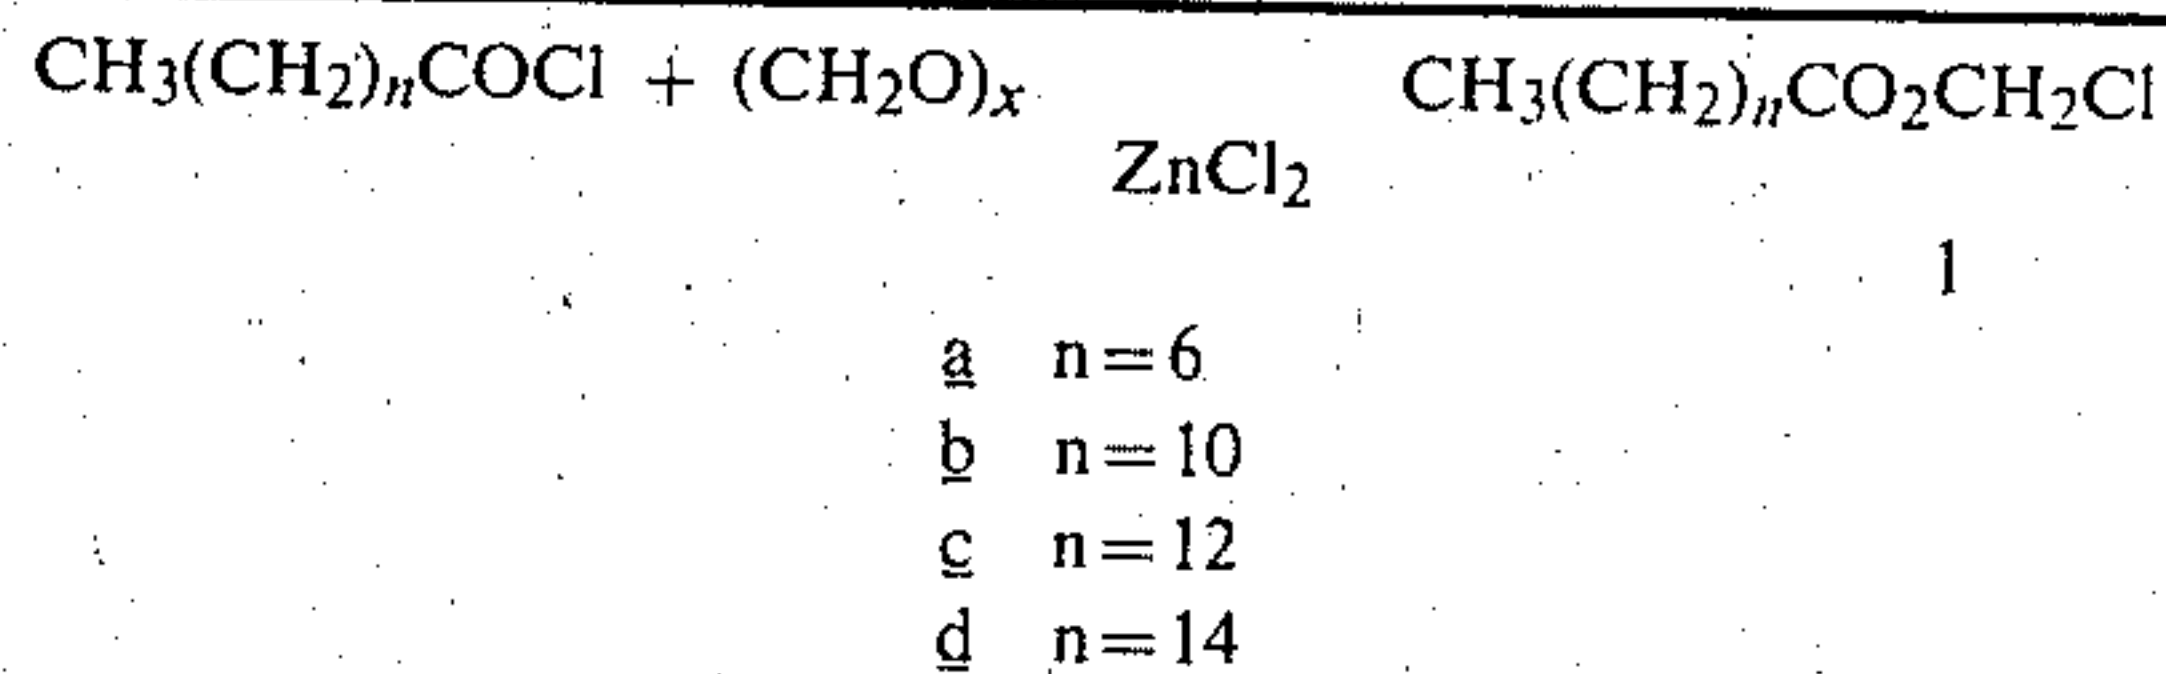 CH₃(CH₂)ₙCOCl + (CH₂O)ₓ CH₃(CH₂)ₙCO₂CH₂Cl
ZnCl₂
1
a n=6
b n=10
c n=12
d n=14